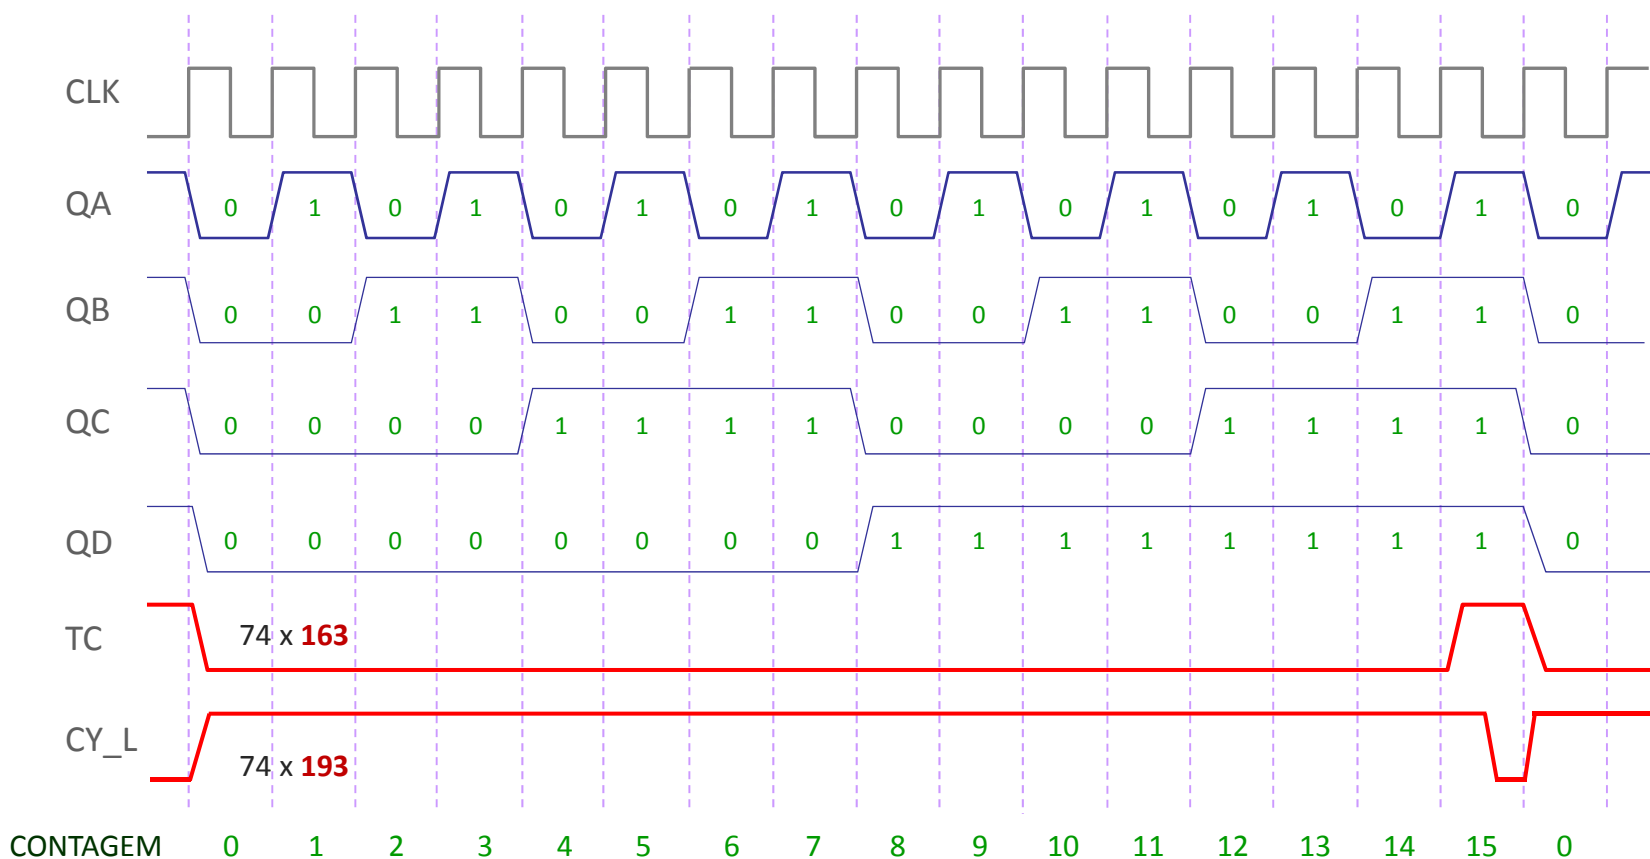 CLK
QA 0 1 0 1 0 1 0 1 0 1 0 1 0 1 0 1 0
QB 0 0 1 1 0 0 1 1 0 0 1 1 0 0 1 1 0
QC 0 0 0 0 1 1 1 1 0 0 0 0 1 1 1 1 0
QD 0 0 0 0 0 0 0 0 1 1 1 1 1 1 1 1 0
TC 74 x 163
CY_L 74 x 193
CONTAGEM 0 1 2 3 4 5 6 7 8 9 10 11 12 13 14 15 0